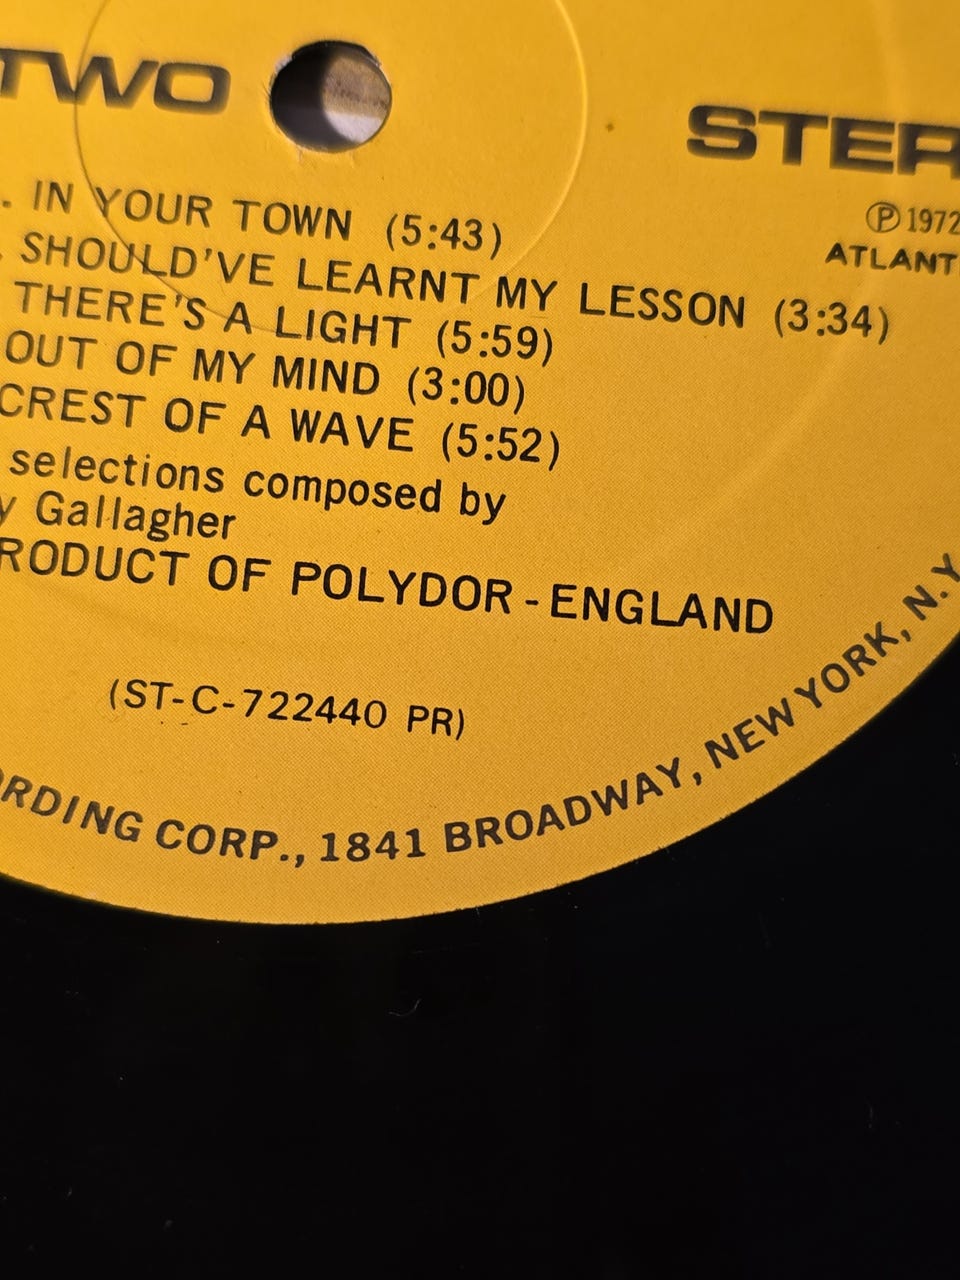 TWO
STER
. IN YOUR TOWN (5:43)
℗ 1972
. SHOULD'VE LEARNT MY LESSON (3:34)
ATLANT
THERE'S A LIGHT (5:59)
OUT OF MY MIND (3:00)
CREST OF A WAVE (5:52)
selections composed by
y Gallagher
RODUCT OF POLYDOR - ENGLAND
(ST-C-722440 PR)
RDING CORP., 1841 BROADWAY, NEW YORK, N.Y